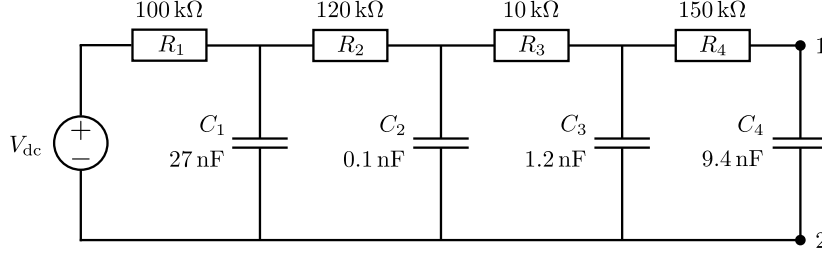 100 kΩ 120 kΩ 10 kΩ 150 kΩ
R1 R2 R3 R4 1
+
−
Vdc
C1 C2 C3 C4
27 nF 0.1 nF 1.2 nF 9.4 nF
2